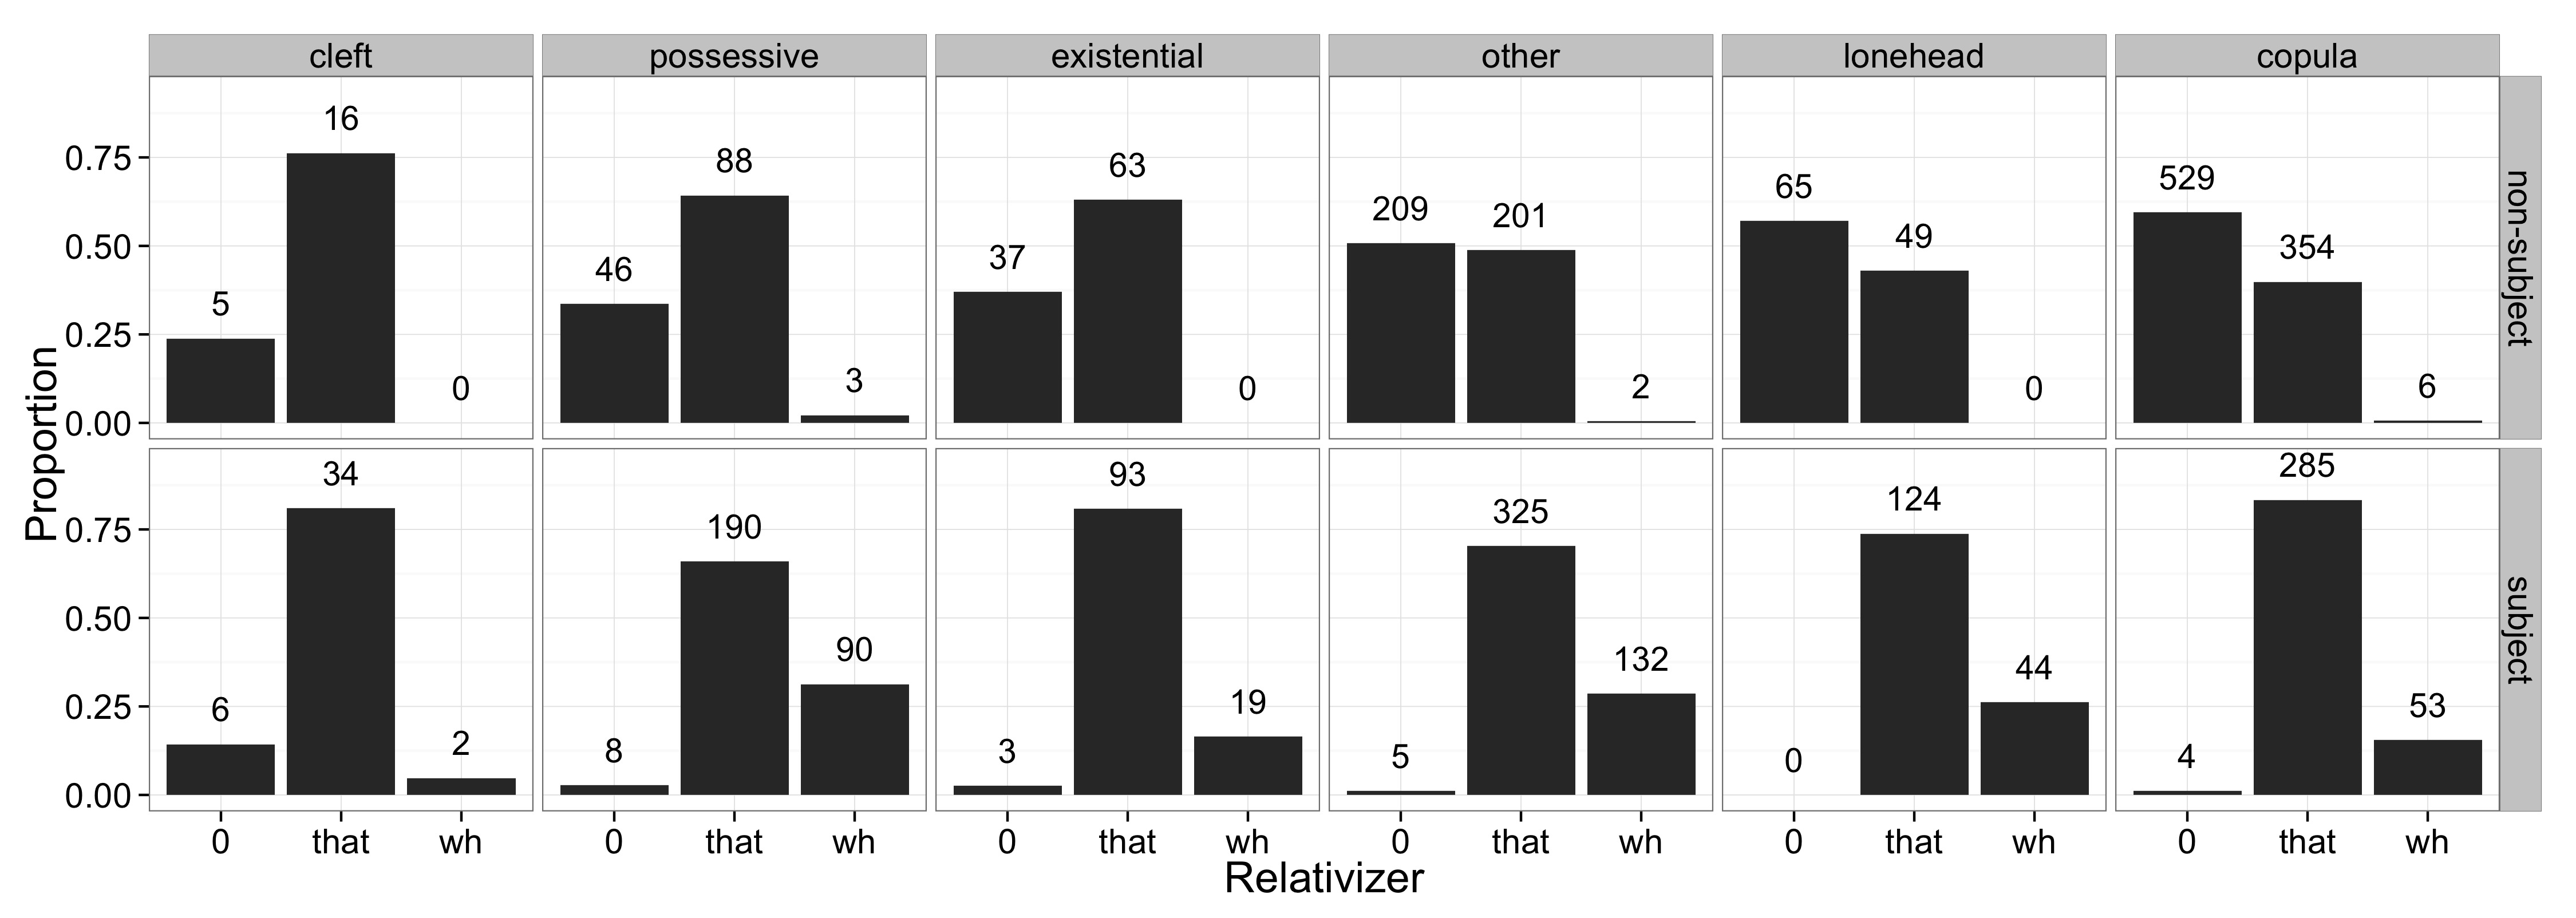 cleft possessive existential other lonehead copula
Proportion
non-subject
0.75
0.50
0.25
0.00
5 16 0
46 88 3
37 63 0
209 201 2
65 49 0
529 354 6
subject
0.75
0.50
0.25
0.00
6 34 2
8 190 90
3 93 19
5 325 132
0 124 44
4 285 53
0 that wh 0 that wh 0 that wh 0 that wh 0 that wh 0 that wh
Relativizer